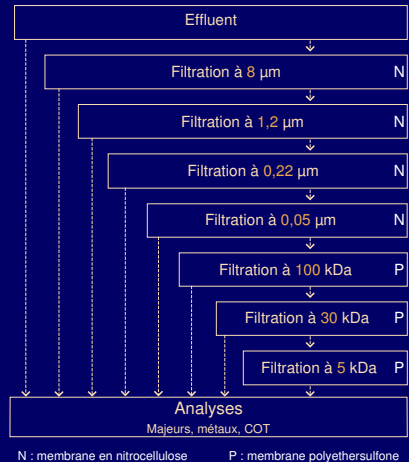 Effluent
Filtration à 8 µm N
Filtration à 1,2 µm N
Filtration à 0,22 µm N
Filtration à 0,05 µm N
Filtration à 100 kDa P
Filtration à 30 kDa P
Filtration à 5 kDa P
Analyses
Majeurs, métaux, COT
N : membrane en nitrocellulose P : membrane polyethersulfone